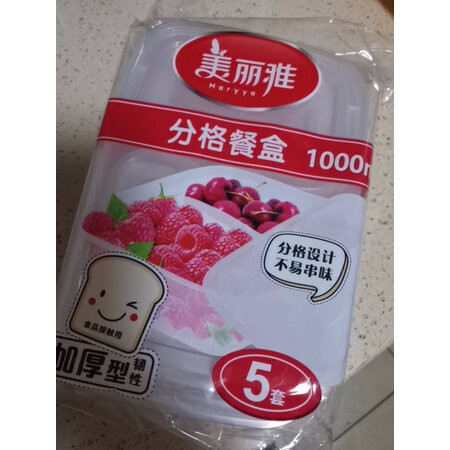 美丽雅
Maryya
分格餐盒 1000m
分格设计
不易串味
食品接触用
加厚型 韧性
5套